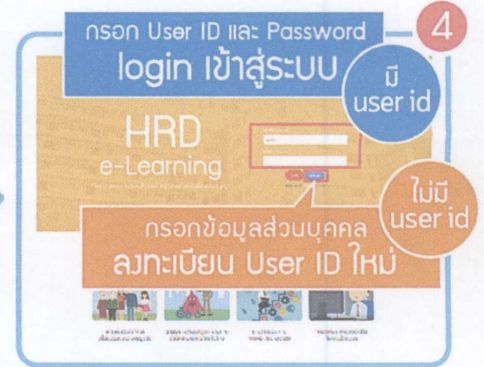 กรอก User ID และ Password
login เข้าสู่ระบบ
4
มี
user id
HRD
e-Learning
ไม่มี
user id
กรอกข้อมูลส่วนบุคคล
ลงทะเบียน User ID ใหม่